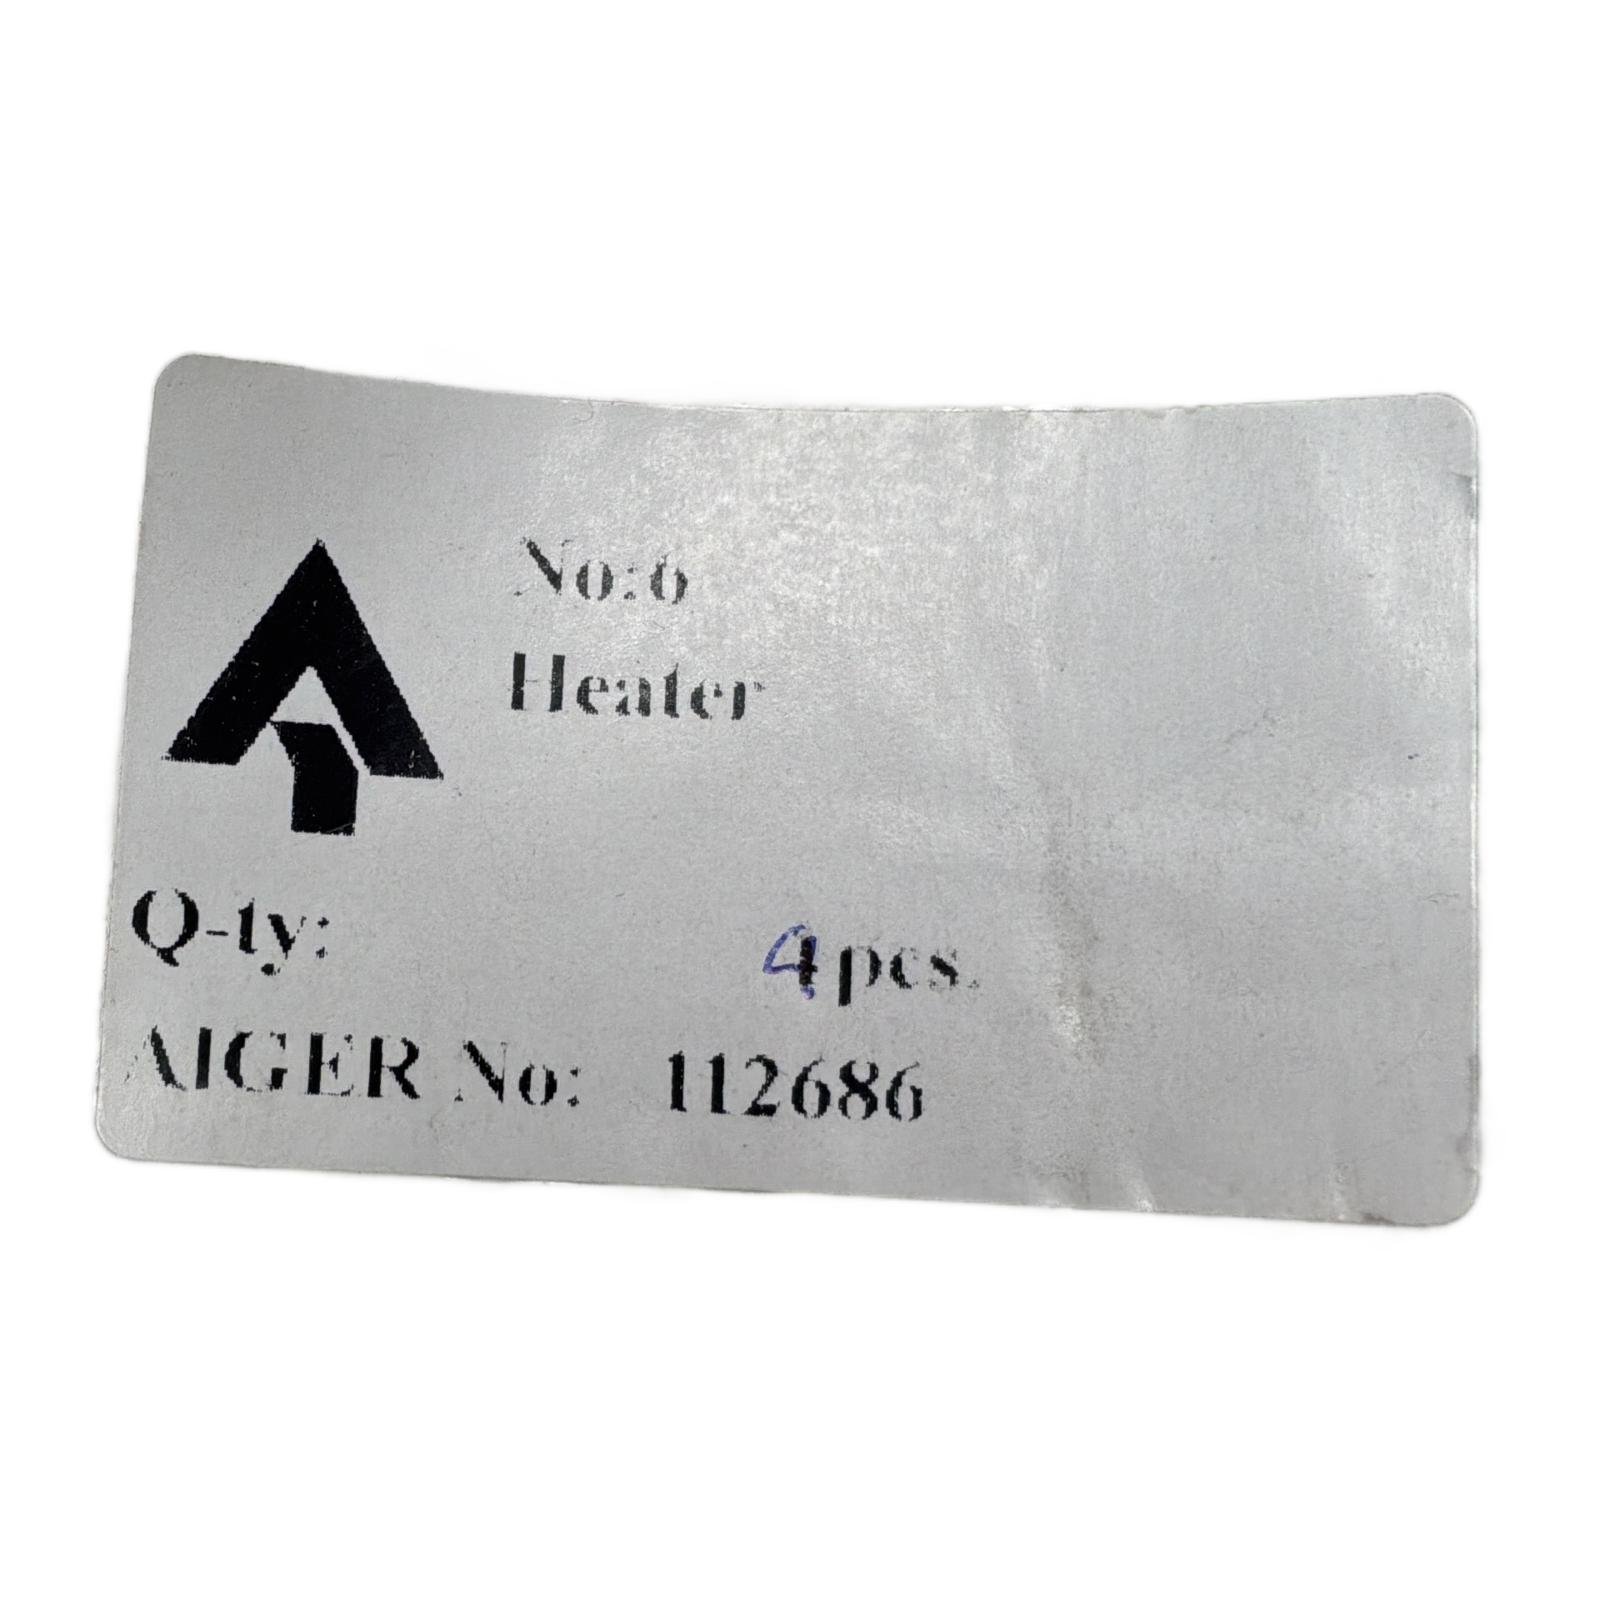 No:6
Heater
Q-ty: 4pcs.
AIGER No: 112686